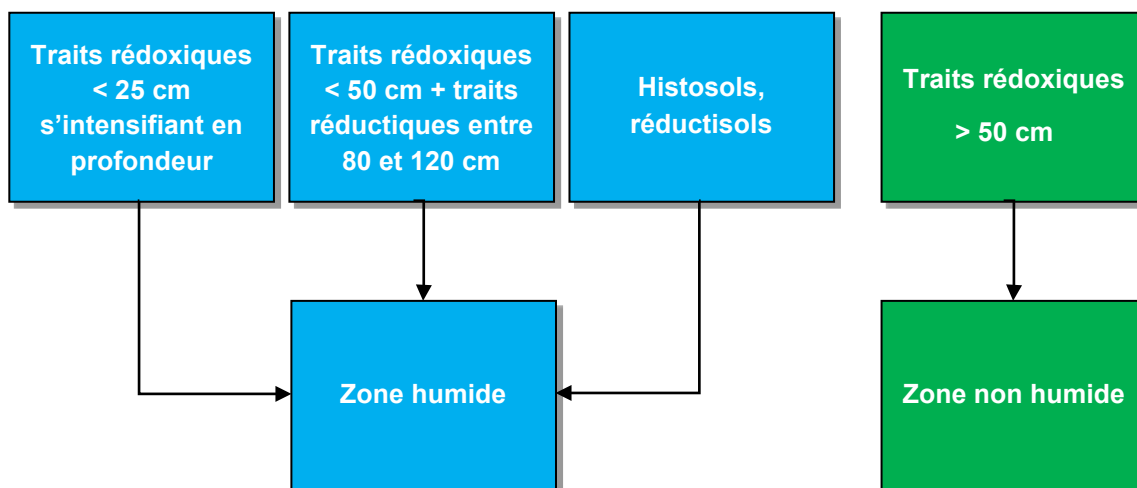 Traits rédoxiques
< 25 cm
s’intensifiant en
profondeur
Traits rédoxiques
< 50 cm + traits
réductiques entre
80 et 120 cm
Histosols,
réductisols
Traits rédoxiques
> 50 cm
Zone humide
Zone non humide